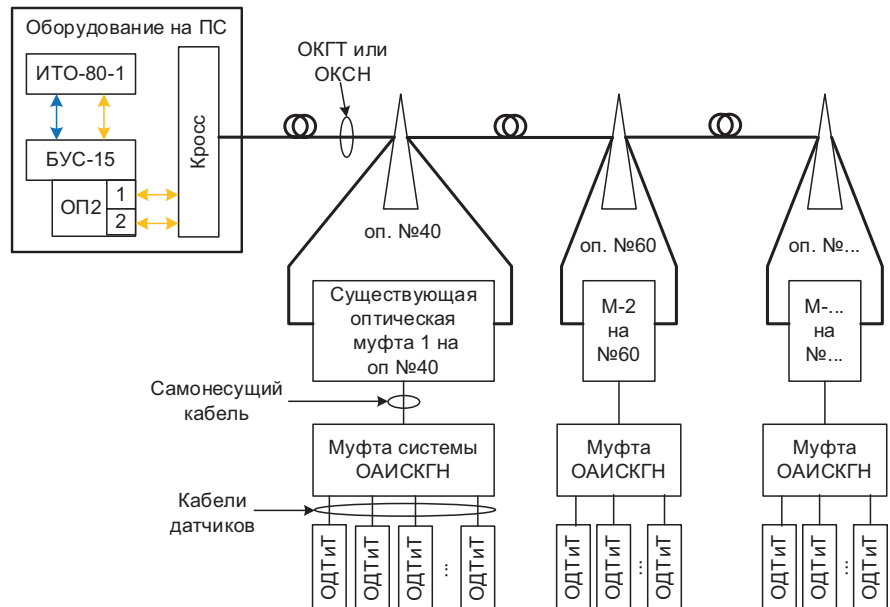 Оборудование на ПС
ИТО-80-1
БУС-15
ОП2
1
2
Кросс
ОКГТ или
ОКСН
оп. №40
оп. №60
оп. №...
Существующая
оптическая
муфта 1 на
оп №40
М-2
на
№60
М-...
на
№...
Самонесущий
кабель
Муфта системы
ОАИСКГН
Муфта
ОАИСКГН
Муфта
ОАИСКГН
Кабели
датчиков
ОДТиТ
ОДТиТ
ОДТиТ
...
ОДТиТ
ОДТиТ
ОДТиТ
...
ОДТиТ
ОДТиТ
ОДТиТ
...
ОДТиТ